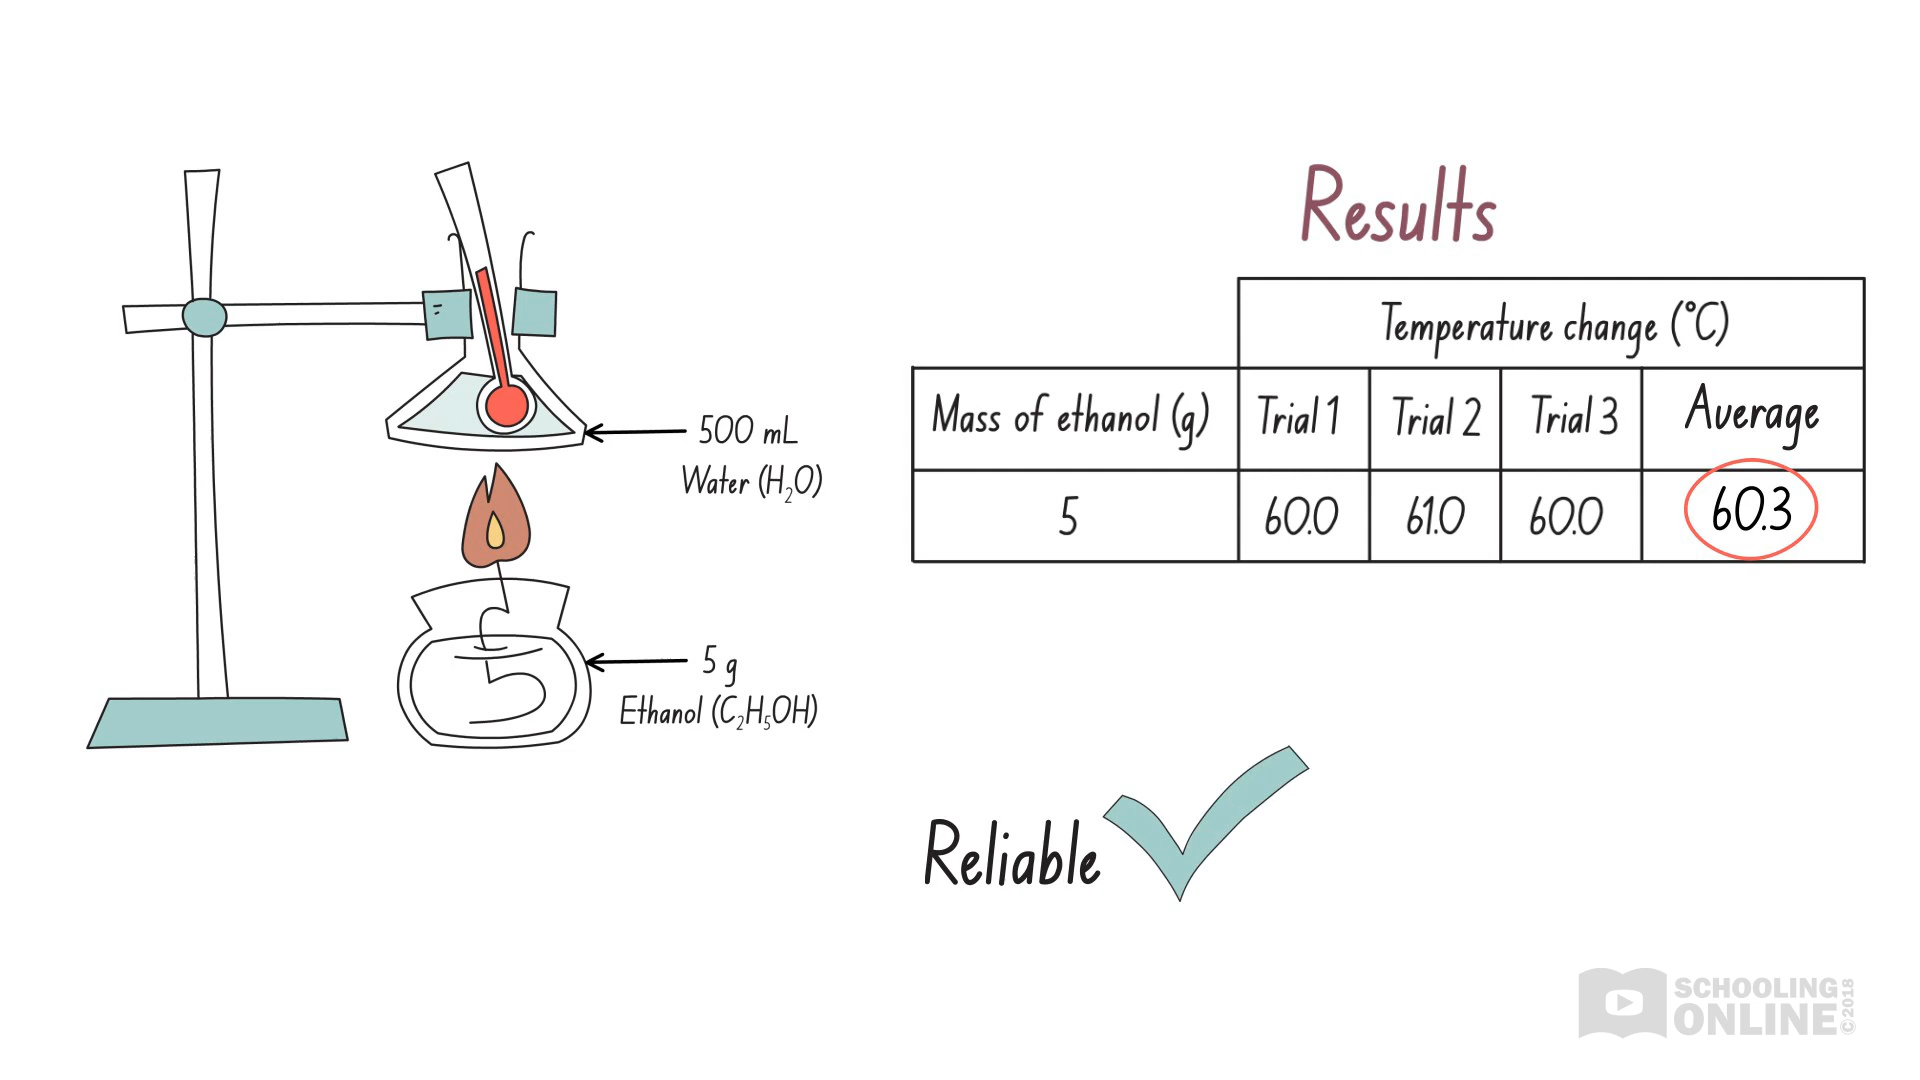 500 mL
Water (H₂O)
5 g
Ethanol (C₂H₅OH)
Results
Temperature change (°C)
Mass of ethanol (g) Trial 1 Trial 2 Trial 3 Average
5 60.0 61.0 60.0 60.3
Reliable
SCHOOLING
ONLINE
©2018